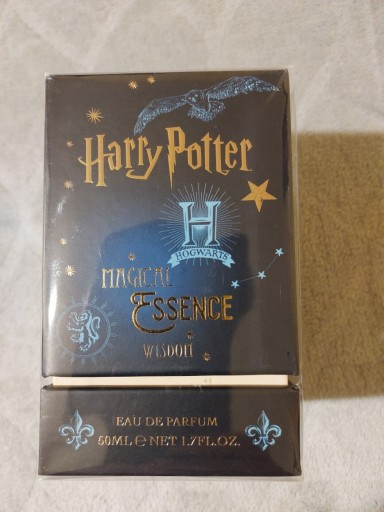 Harry Potter
H
HOGWARTS
MAGICAL
ESSENCE
WISDOM
EAU DE PARFUM
50ML ℮ NET 1.7FL.OZ.